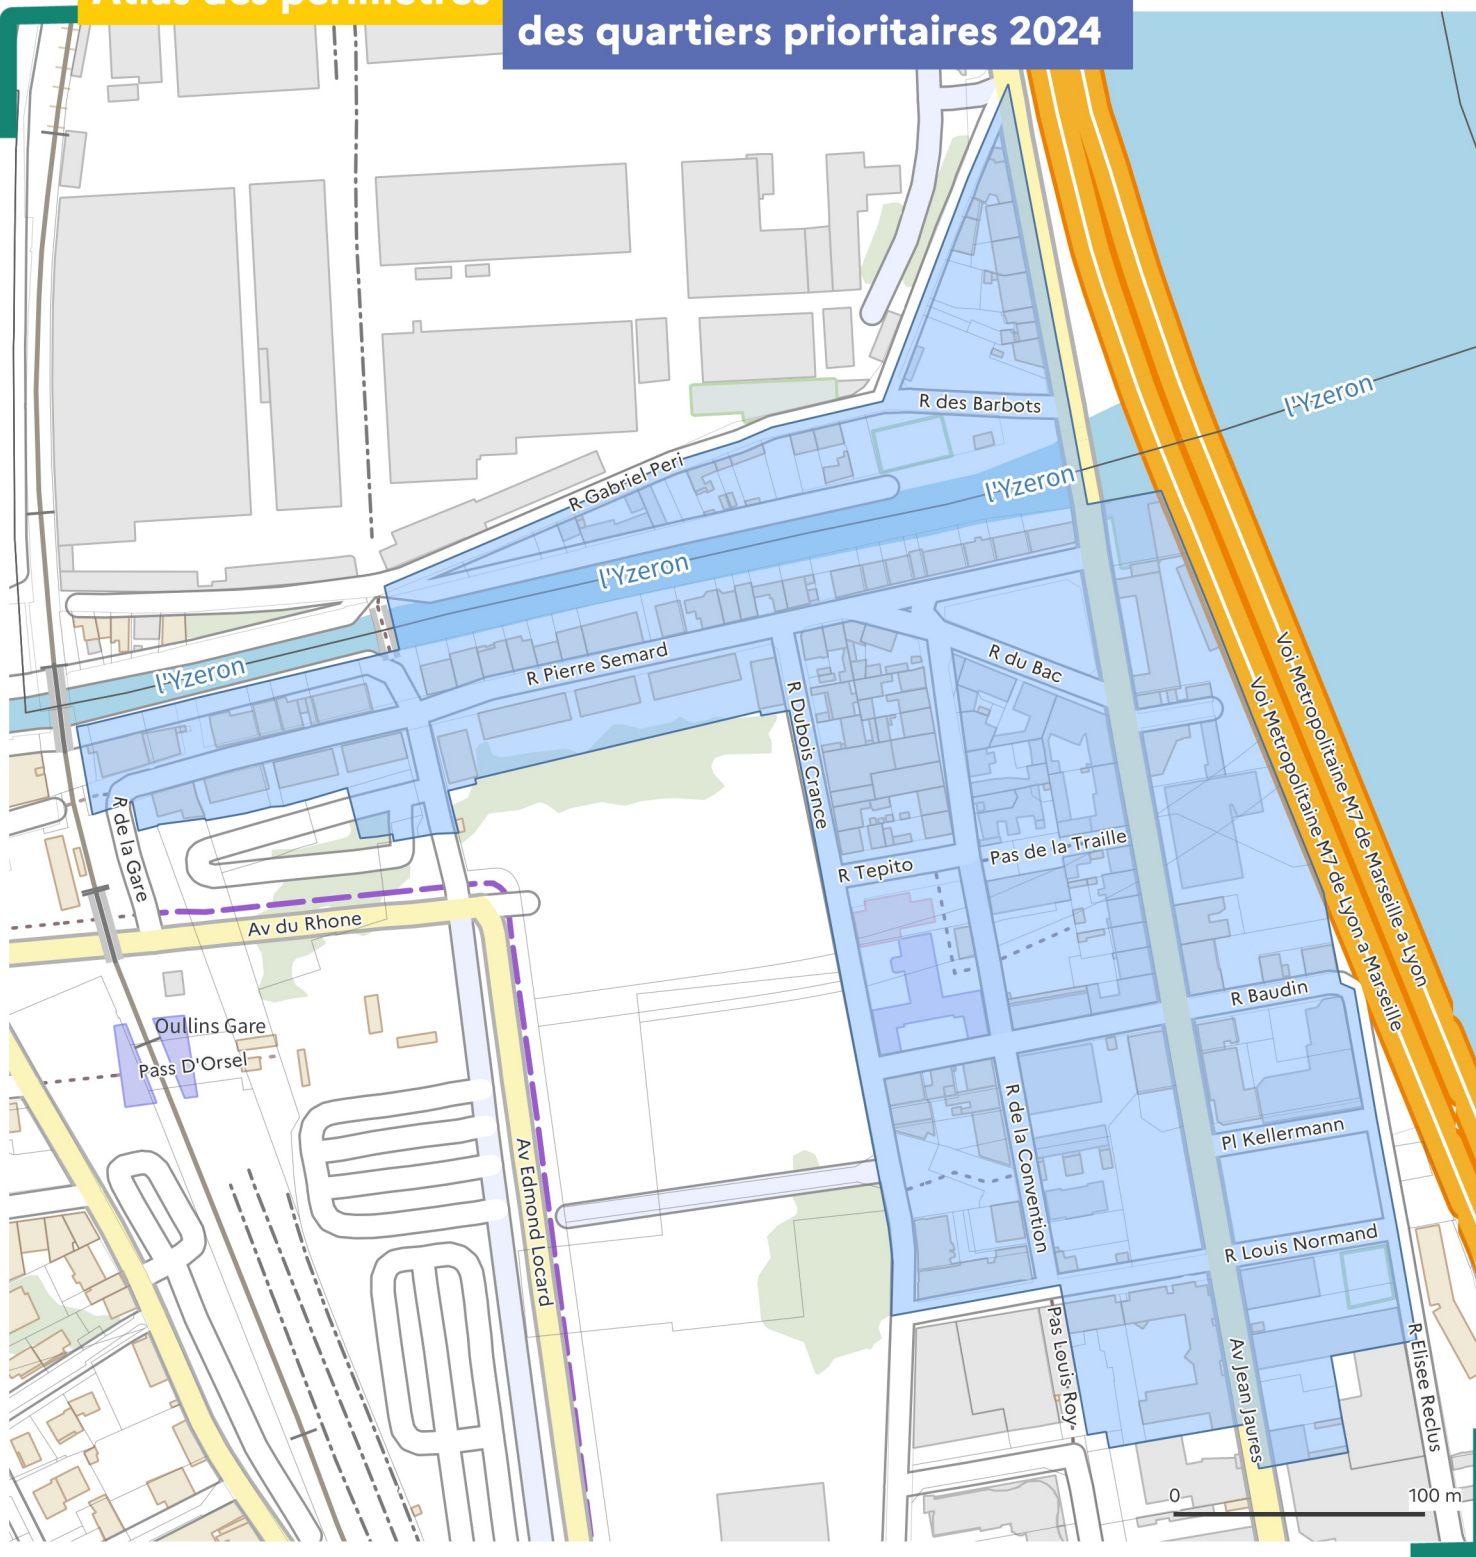 Atlas des périmètres
des quartiers prioritaires 2024
R des Barbots
l'Yzeron
R Gabriel Peri
l'Yzeron
l'Yzeron
l'Yzeron
R Pierre Semard
R du Bac
R Dubois Crance
Voi Metropolitaine M7 de Marseille a Lyon
Voi Metropolitaine M7 de Lyon a Marseille
R de la Gare
Pas de la Traille
R Tepito
Av du Rhone
R Baudin
Oullins Gare
Pass D'Orsel
R de la Convention
Pl Kellermann
Av Edmond Locard
R Louis Normand
Pas Louis Roy
Av Jean Jaures
R Elisee Reclus
0
100 m